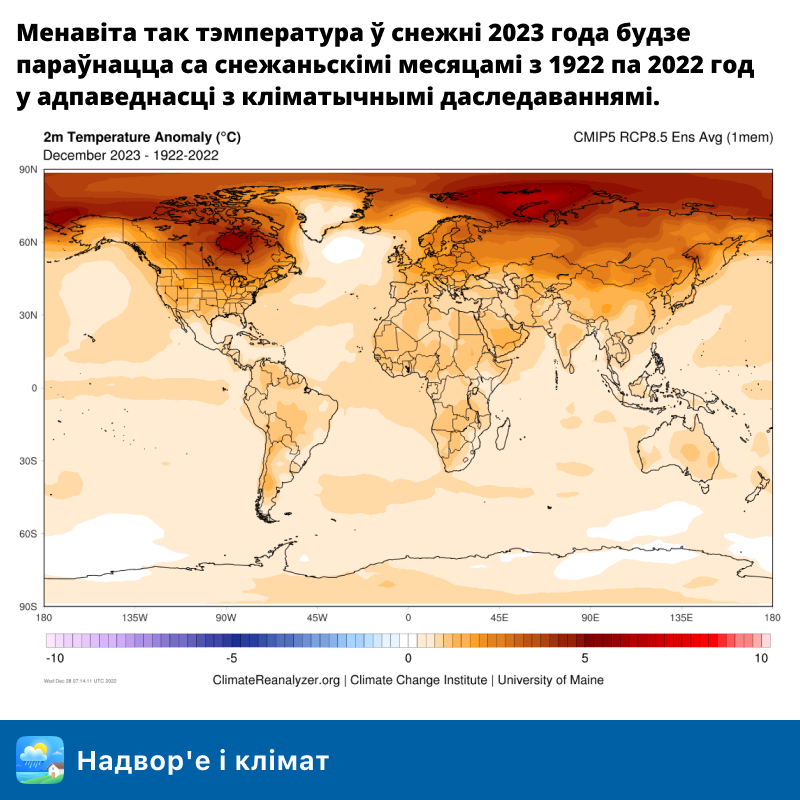 Менавіта так тэмпература ў снежні 2023 года будзе
параўнацца са снежаньскімі месяцамі з 1922 па 2022 год
у адпаведнасці з кліматычнымі даследаваннямі.
2m Temperature Anomaly (°C)
CMIP5 RCP8.5 Ens Avg (1mem)
December 2023 - 1922-2022
90N
60N
30N
0
30S
60S
90S
180 135W 90W 45W 0 45E 90E 135E 180
-10 -5 0 5 10
Wed Dec 28 07:14:11 UTC 2022
ClimateReanalyzer.org | Climate Change Institute | University of Maine
Надвор'е і клімат